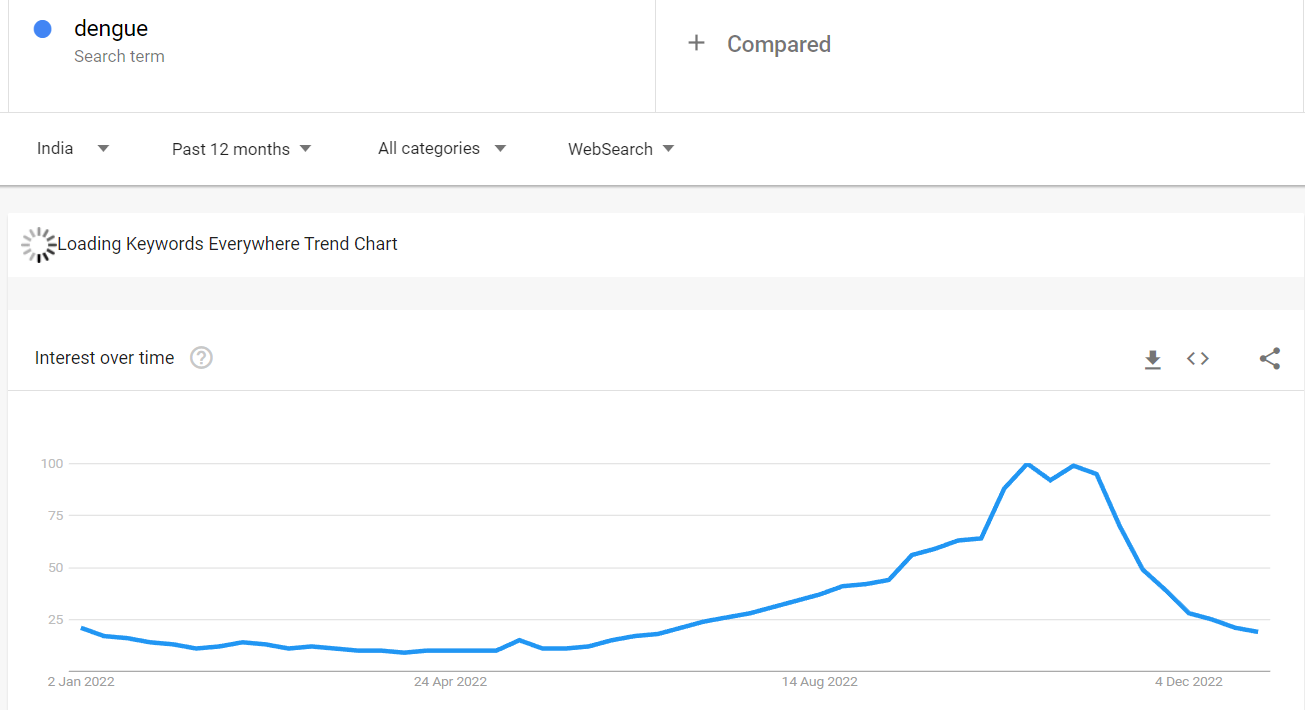 dengue
Search term
+ Compared
India
Past 12 months
All categories
WebSearch
Loading Keywords Everywhere Trend Chart
Interest over time ?
100
75
50
25
2 Jan 2022
24 Apr 2022
14 Aug 2022
4 Dec 2022